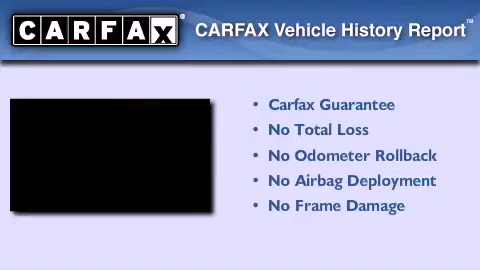 CARFAX®
CARFAX Vehicle History Report™
• Carfax Guarantee
• No Total Loss
• No Odometer Rollback
• No Airbag Deployment
• No Frame Damage